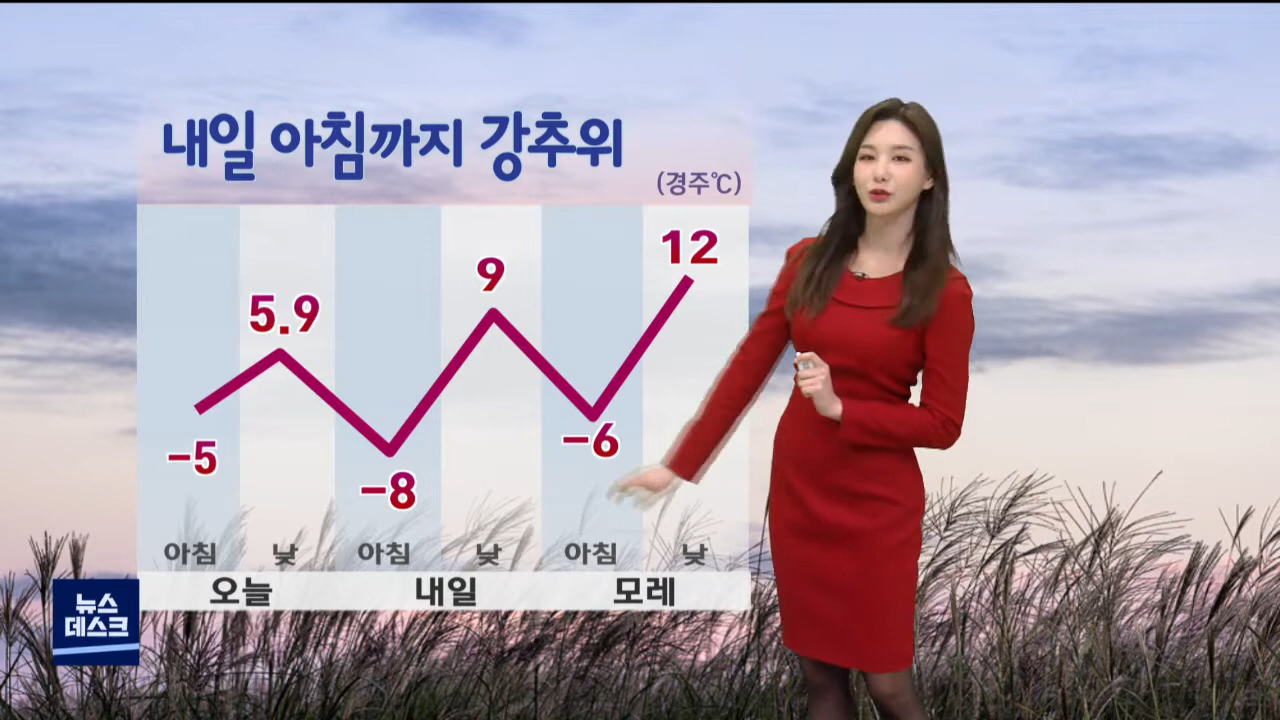 내일 아침까지 강추위
(경주℃)
-5
5.9
-8
9
-6
12
아침 낮 아침 낮 아침 낮
오늘 내일 모레
뉴스
데스크